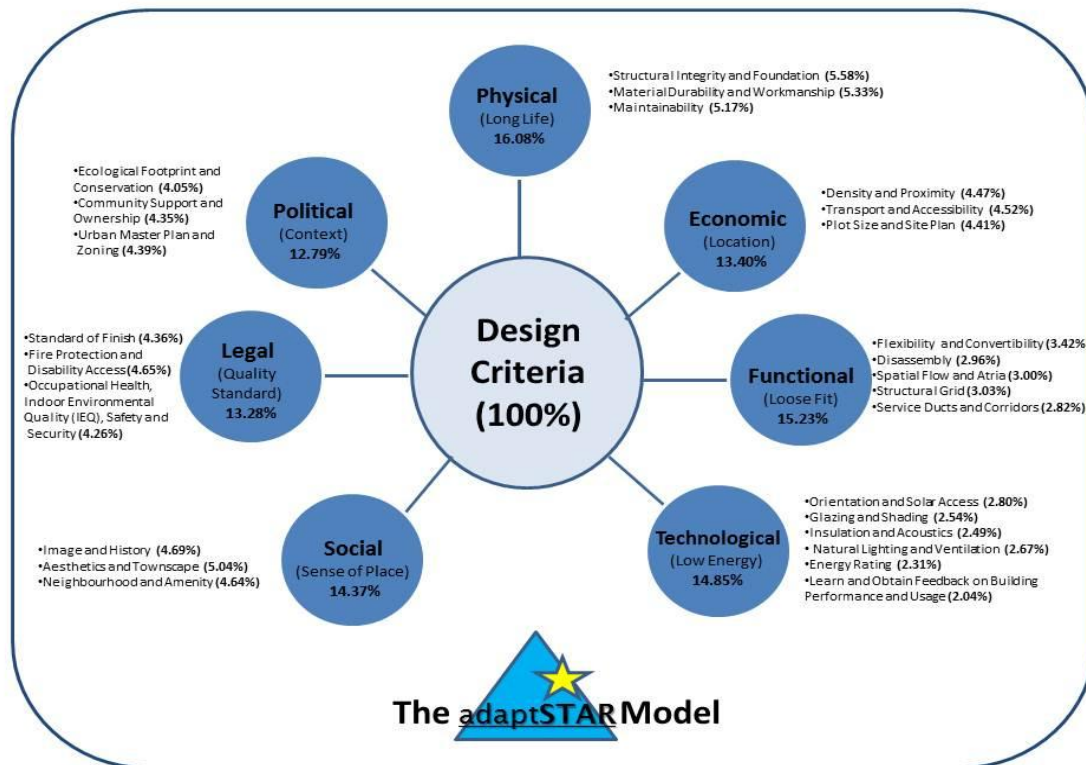 Physical
(Long Life)
16.08%
•Structural Integrity and Foundation (5.58%)
•Material Durability and Workmanship (5.33%)
•Maintainability (5.17%)
Economic
(Location)
13.40%
•Density and Proximity (4.47%)
•Transport and Accessibility (4.52%)
•Plot Size and Site Plan (4.41%)
Functional
(Loose Fit)
15.23%
•Flexibility and Convertibility (3.42%
•Disassembly (2.96%)
•Spatial Flow and Atria (3.00%)
•Structural Grid (3.03%)
•Service Ducts and Corridors (2.82%)
Technological
(Low Energy)
14.85%
•Orientation and Solar Access (2.80%)
•Glazing and Shading (2.54%)
•Insulation and Acoustics (2.49%)
• Natural Lighting and Ventilation (2.67%)
•Energy Rating (2.31%)
•Learn and Obtain Feedback on Building
Performance and Usage (2.04%)
Social
(Sense of Place)
14.37%
•Image and History (4.69%)
•Aesthetics and Townscape (5.04%)
•Neighbourhood and Amenity (4.64%)
Legal
(Quality
Standard)
13.28%
•Standard of Finish (4.36%)
•Fire Protection and
Disability Access(4.65%)
•Occupational Health,
Indoor Environmental
Quality (IEQ), Safety and
Security (4.26%)
Political
(Context)
12.79%
•Ecological Footprint and
Conservation (4.05%)
•Community Support and
Ownership (4.35%)
•Urban Master Plan and
Zoning (4.39%)
Design
Criteria
(100%)
The adaptSTAR Model